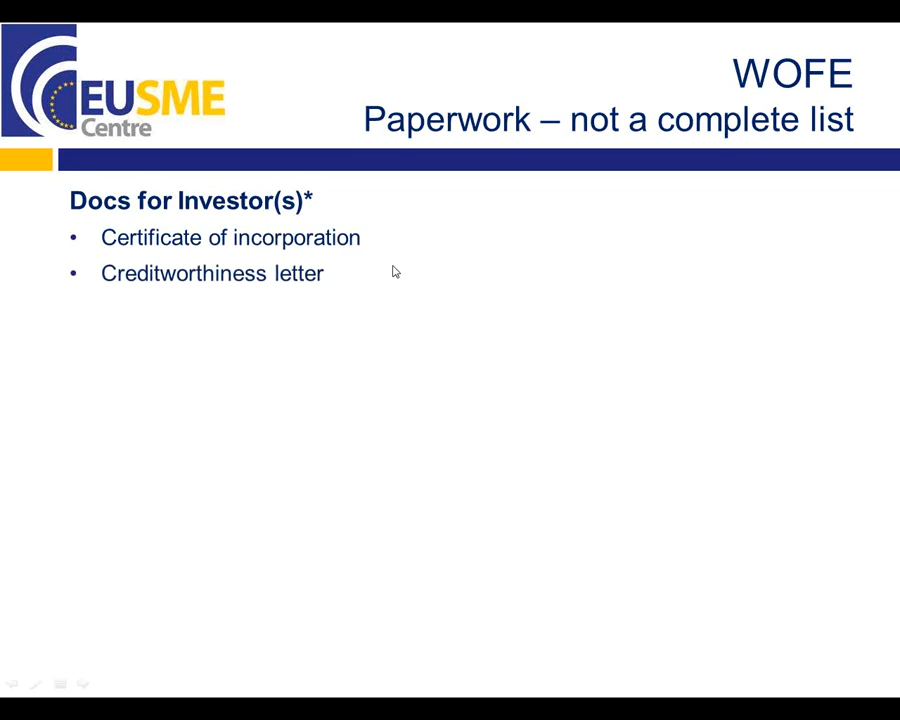 EUSME
Centre
WOFE
Paperwork – not a complete list
Docs for Investor(s)*
• Certificate of incorporation
• Creditworthiness letter